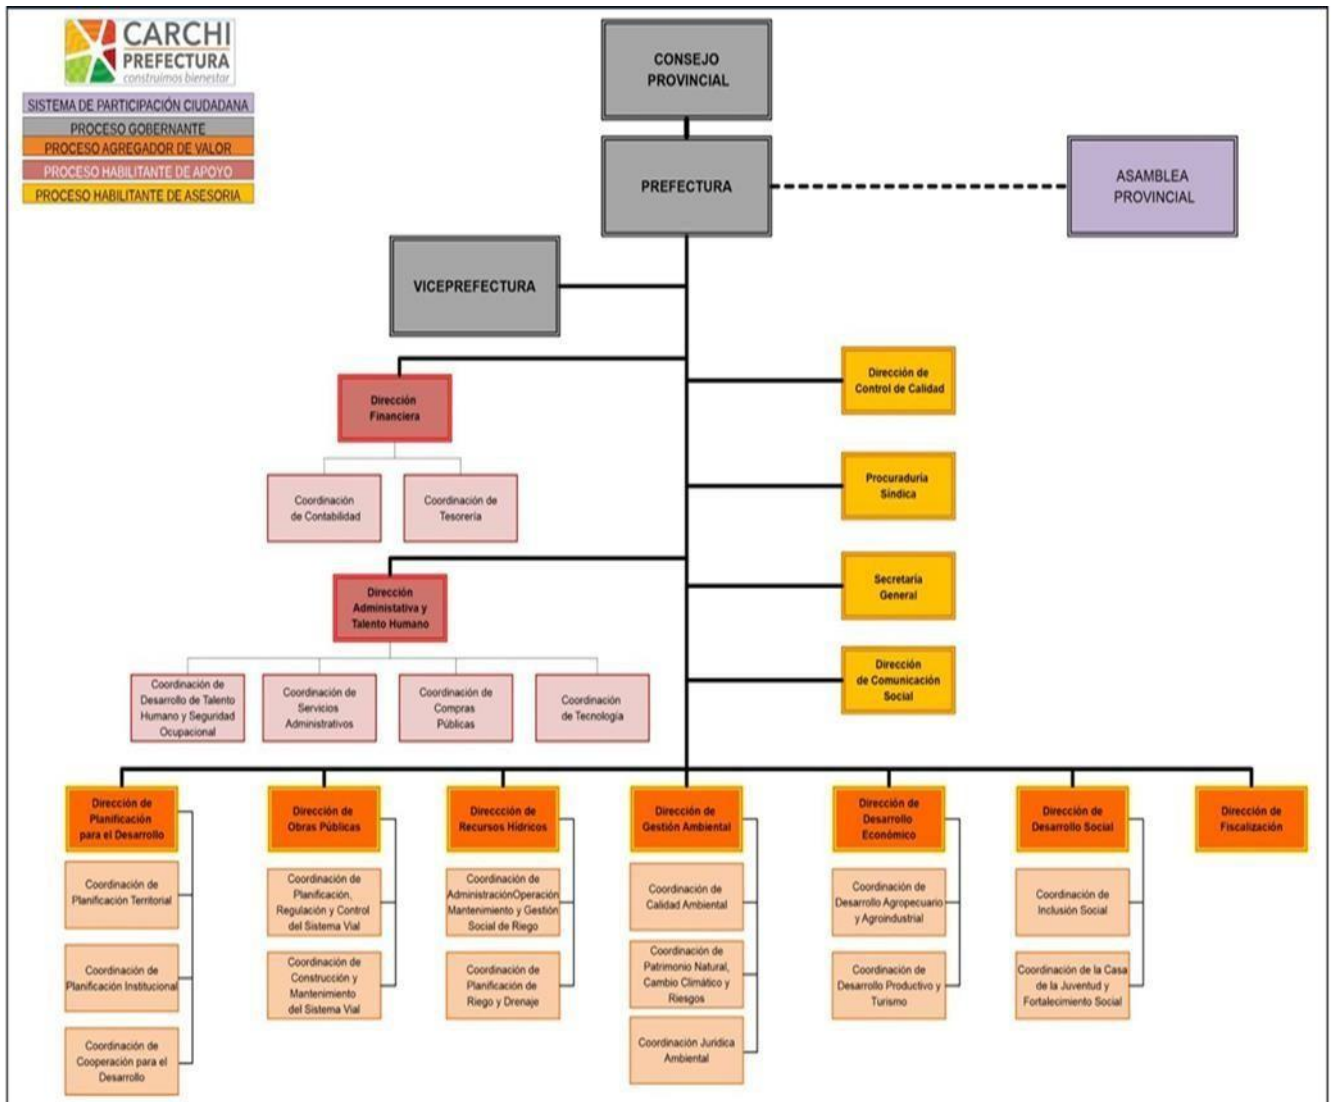 CARCHI
PREFECTURA
construimos bienestar
SISTEMA DE PARTICIPACIÓN CIUDADANA
PROCESO GOBERNANTE
PROCESO AGREGADOR DE VALOR
PROCESO HABILITANTE DE APOYO
PROCESO HABILITANTE DE ASESORIA
CONSEJO
PROVINCIAL
PREFECTURA
ASAMBLEA
PROVINCIAL
VICEPREFECTURA
Dirección de
Control de Calidad
Dirección
Financiera
Coordinación
de Contabilidad
Coordinación de
Tesorería
Procuraduría
Síndica
Secretaría
General
Dirección
Administativa y
Talento Humano
Dirección
de Comunicación
Social
Coordinación de
Desarrollo de Talento
Humano y Seguridad
Ocupacional
Coordinación de
Servicios
Administrativos
Coordinación de
Compras
Públicas
Coordinación
de Tecnología
Dirección de
Planificación
para el Desarrollo
Dirección de
Obras Públicas
Direccción de
Recursos Hídricos
Dirección de
Gestión Ambiental
Dirección de
Desarrollo
Económico
Dirección de
Desarrollo Social
Dirección de
Fiscalización
Coordinación de
Planificación Territorial
Coordinación de
Planificación,
Regulación y Control
del Sistema Vial
Coordinación de
AdministraciónOperación
Mantenimiento y Gestión
Social de Riego
Coordinación de
Calidad Ambiental
Coordinación de
Desarrollo Agropecuario
y Agroindustrial
Coordinación de
Inclusión Social
Coordinación de
Planificación Institucional
Coordinación de
Construcción y
Mantenimiento
del Sistema Vial
Coordinación de
Planificación de
Riego y Drenaje
Coordinación de
Patrimonio Natural,
Cambio Climático y
Riesgos
Coordinación de
Desarrollo Productivo y
Turismo
Coordinación de la Casa
de la Juventud y
Fortalecimiento Social
Coordinación de
Cooperación para el
Desarrollo
Coordinación Jurídica
Ambiental